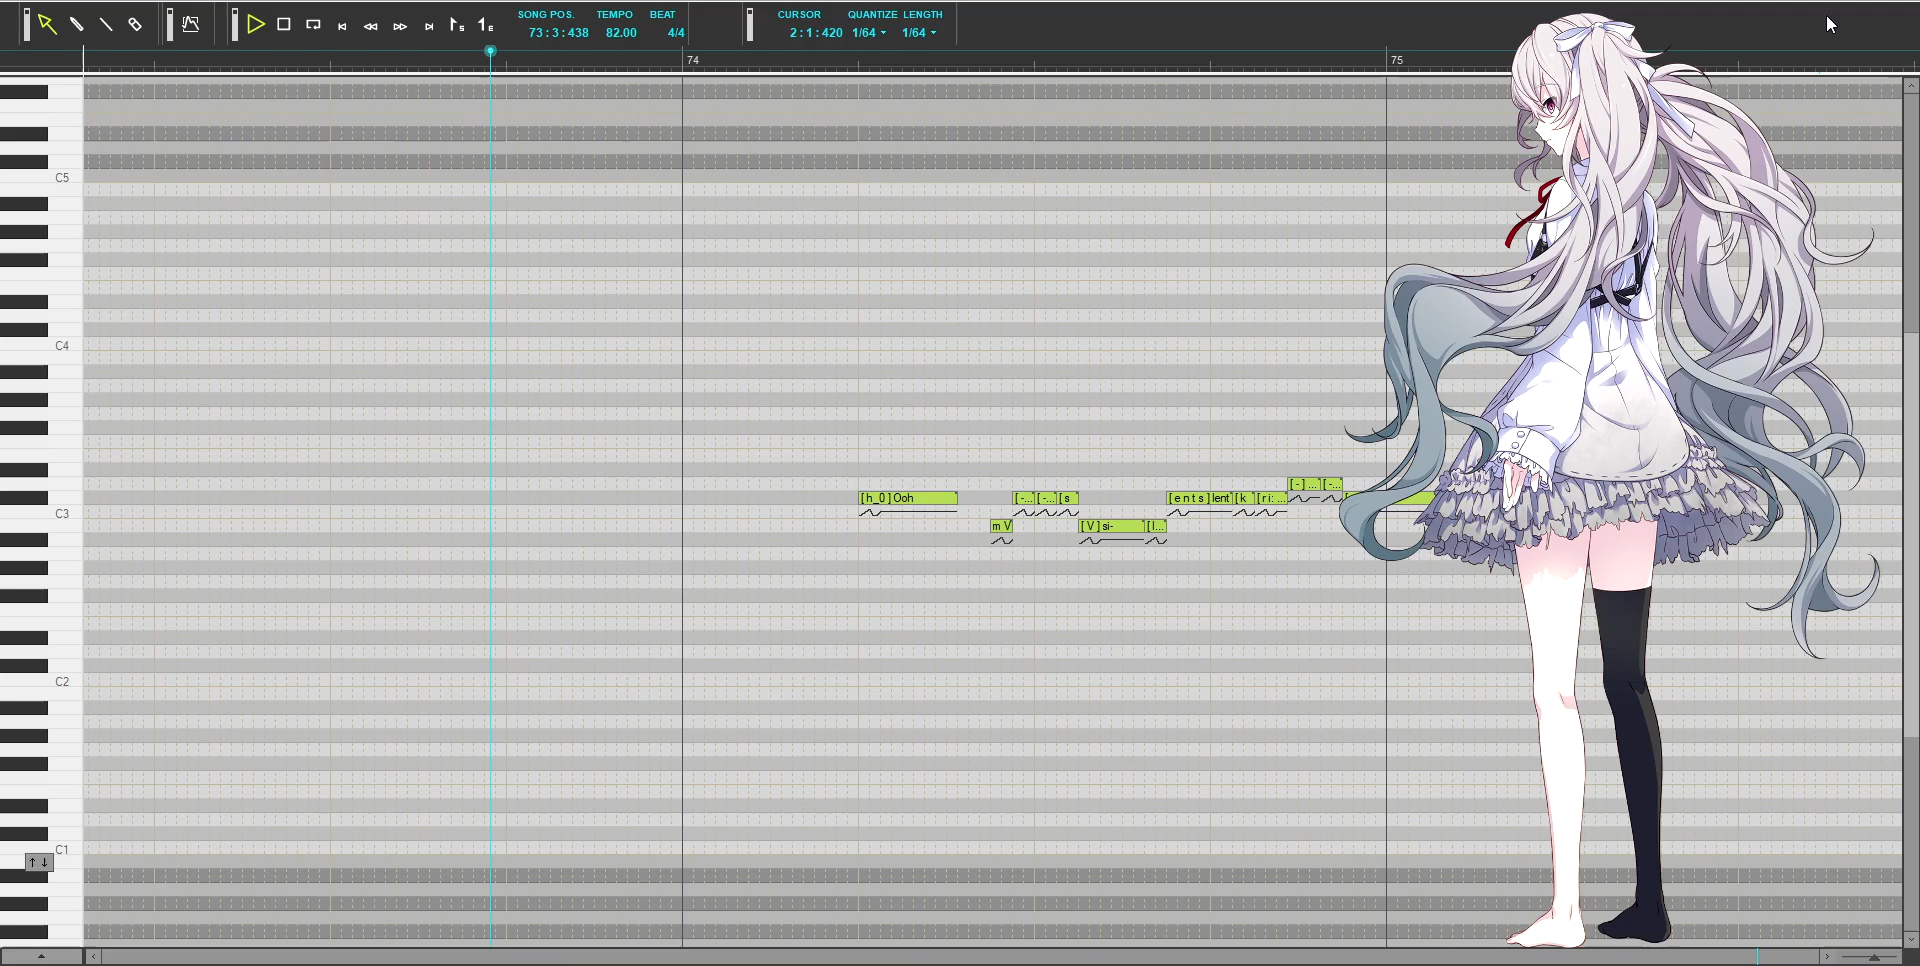 SONG POS. TEMPO BEAT CURSOR QUANTIZE LENGTH
73 : 3 : 438 82.00 4/4 2 : 1 : 420 1/64 1/64
74 75
C5
C4
[ - ] ... [ -...
[ h_0 ] Ooh [ -... [ -... [ s [ e n t s ] lent [ k [ ri: ... [
C3
m V [ V ] si- [ l...
C2
C1